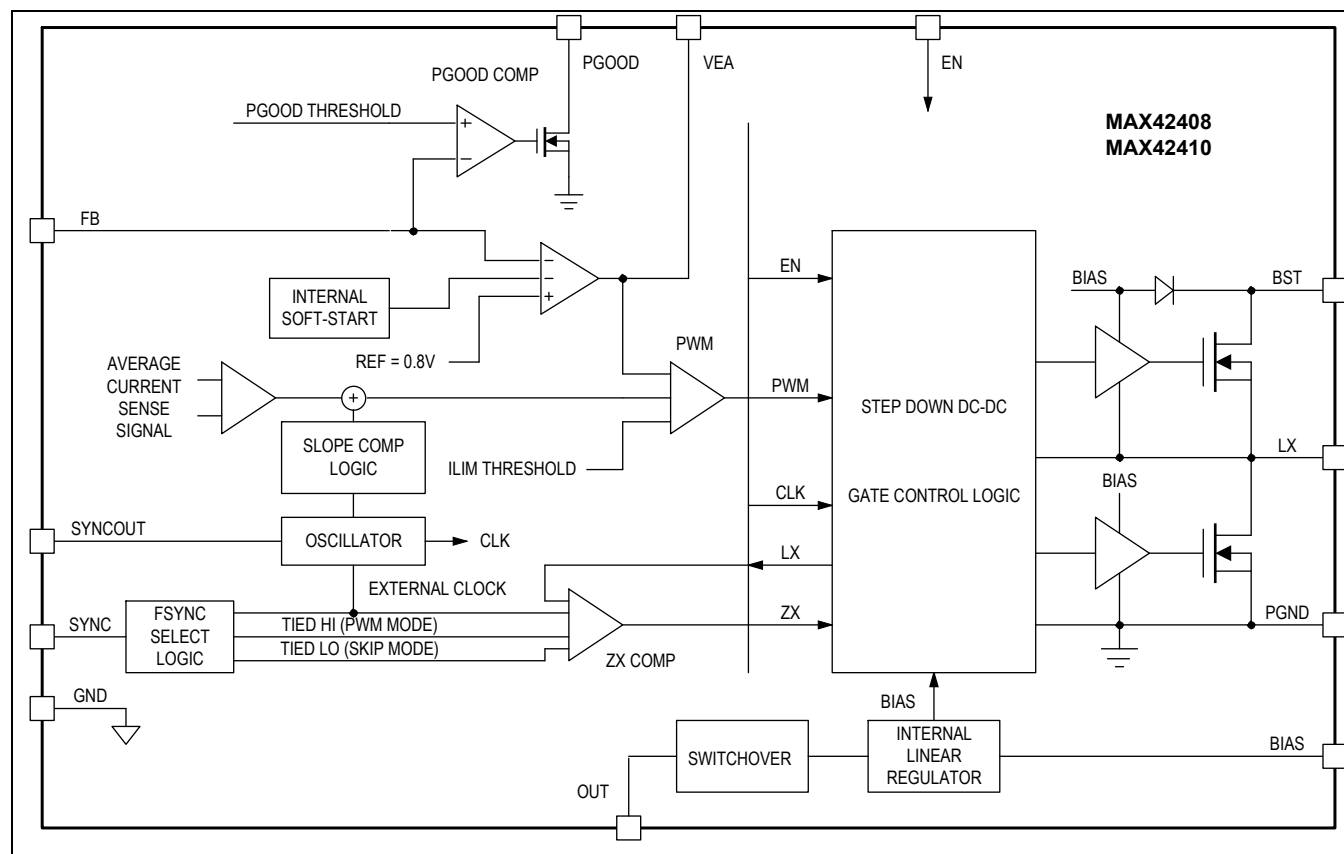 PGOOD
VEA
EN
PGOOD COMP
PGOOD THRESHOLD
+
−
MAX42408
MAX42410
FB
−
−
+
INTERNAL
SOFT-START
REF = 0.8V
EN
BIAS
BST
PWM
AVERAGE
CURRENT
SENSE
SIGNAL
+
PWM
STEP DOWN DC-DC
GATE CONTROL LOGIC
SLOPE COMP
LOGIC
ILIM THRESHOLD
LX
BIAS
CLK
SYNCOUT
OSCILLATOR
CLK
LX
EXTERNAL CLOCK
SYNC
FSYNC
SELECT
LOGIC
TIED HI (PWM MODE)
TIED LO (SKIP MODE)
ZX
ZX COMP
PGND
GND
BIAS
SWITCHOVER
INTERNAL
LINEAR
REGULATOR
BIAS
OUT